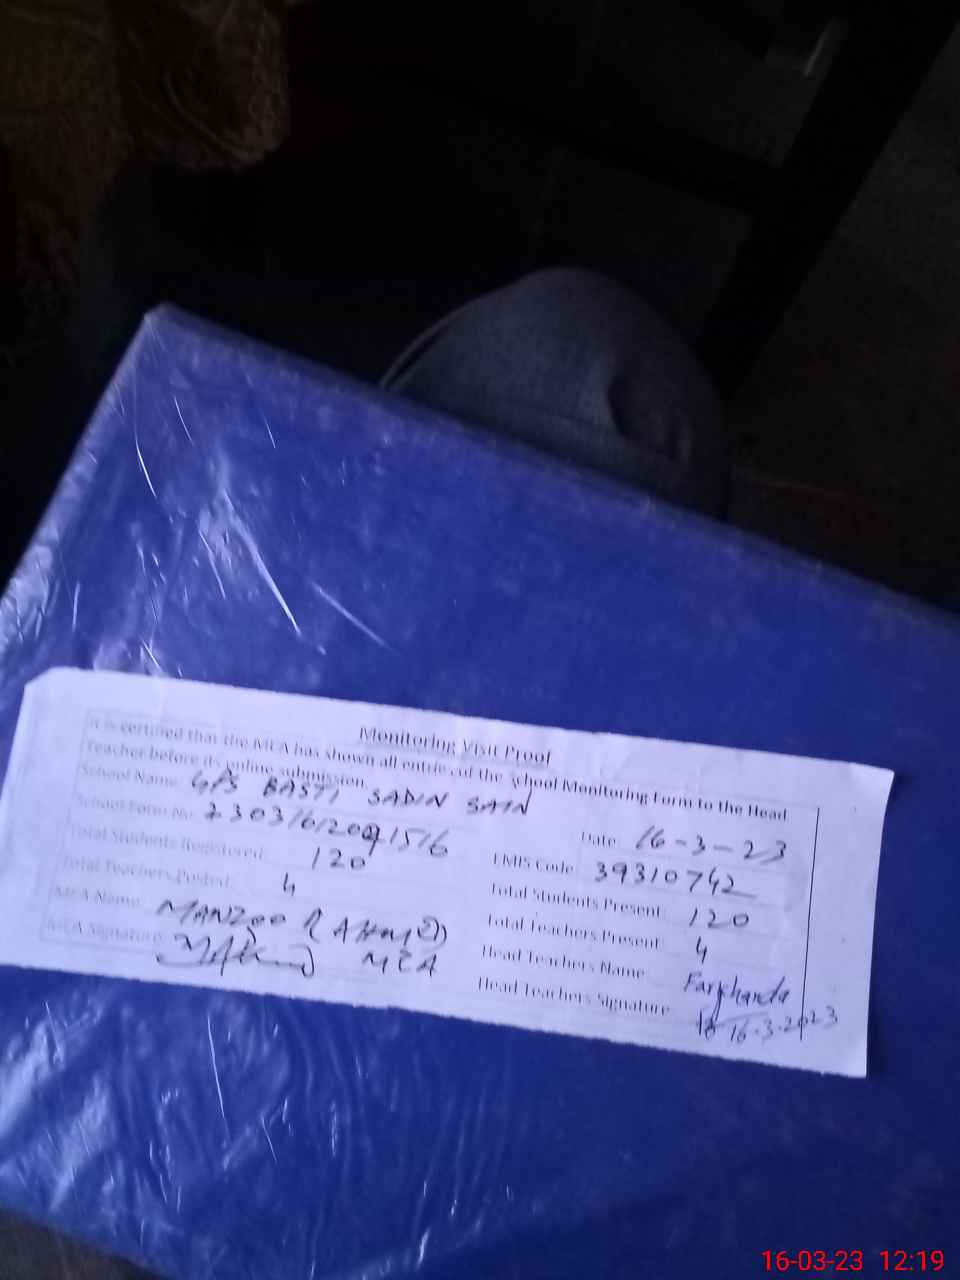 Monitoring Visit Proof
It is certified that the MEA has shown all entries of the School Monitoring Form to the Head
Teacher before its online submission
School Name: GPS BASTI SADIN SAIN
Date: 16-3-23
School Form No:
EMIS Code: 39310742
Total Students Registered: 120
Total Students Present: 120
Total Teachers Posted: 4
Total Teachers Present: 4
MEA Name: MANZOOR AHMED
Head Teachers Name Farkhanda
MEA Signature: MEA
Head Teachers Signature 16.3.2023
16-03-23 12:19